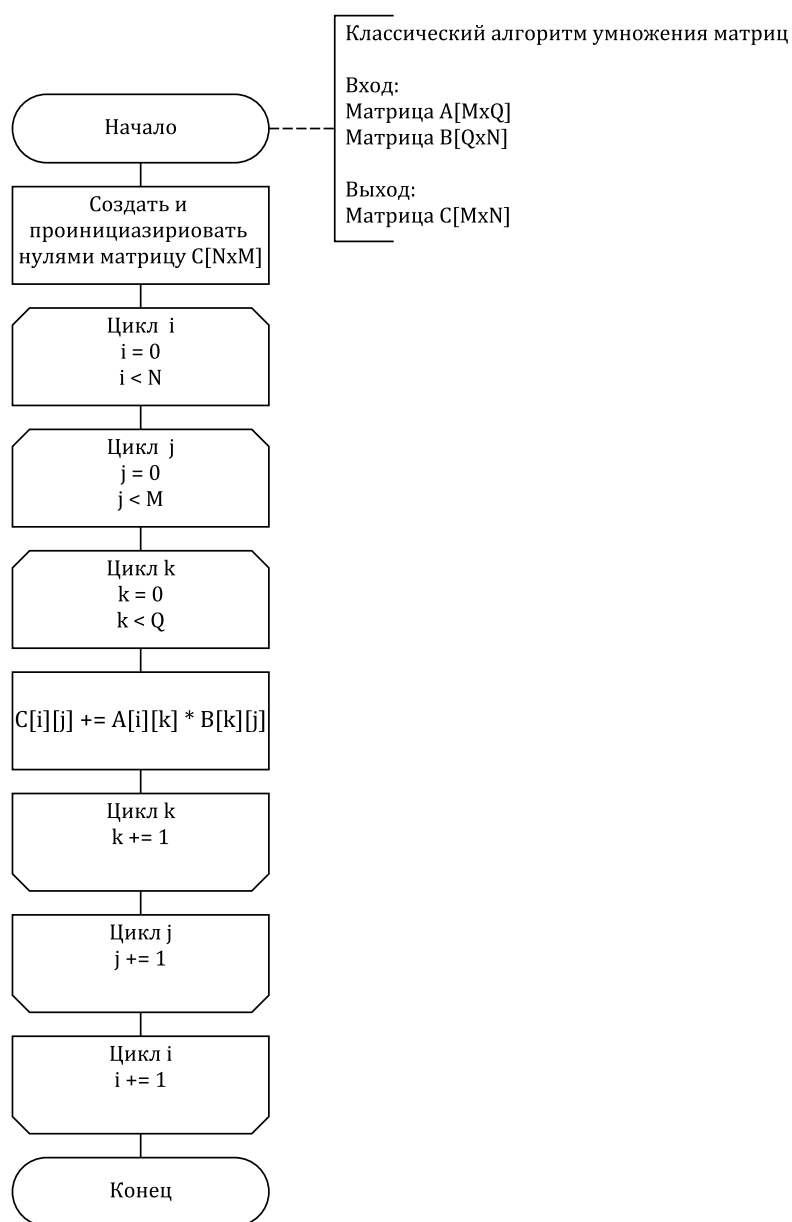 Классический алгоритм умножения матриц
Вход:
Матрица A[MxQ]
Матрица B[QxN]
Выход:
Матрица C[MxN]
Начало
Создать и
проинициазириовать
нулями матрицу C[NxM]
Цикл i
i = 0
i < N
Цикл j
j = 0
j < M
Цикл k
k = 0
k < Q
C[i][j] += A[i][k] * B[k][j]
Цикл k
k += 1
Цикл j
j += 1
Цикл i
i += 1
Конец